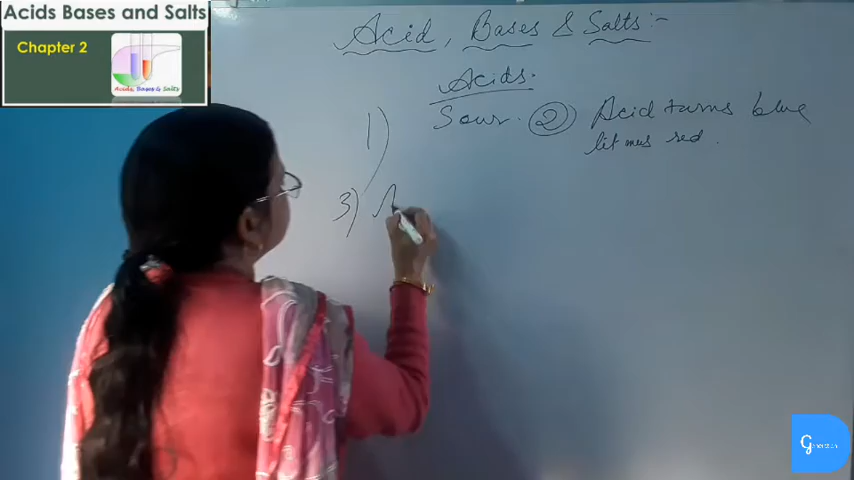 Acids Bases and Salts
Chapter 2
Acids, Bases & Salts
Acid, Bases & Salts:-
Acids.
1) Sour. ② Acid turns blue
litmus red.
3) A